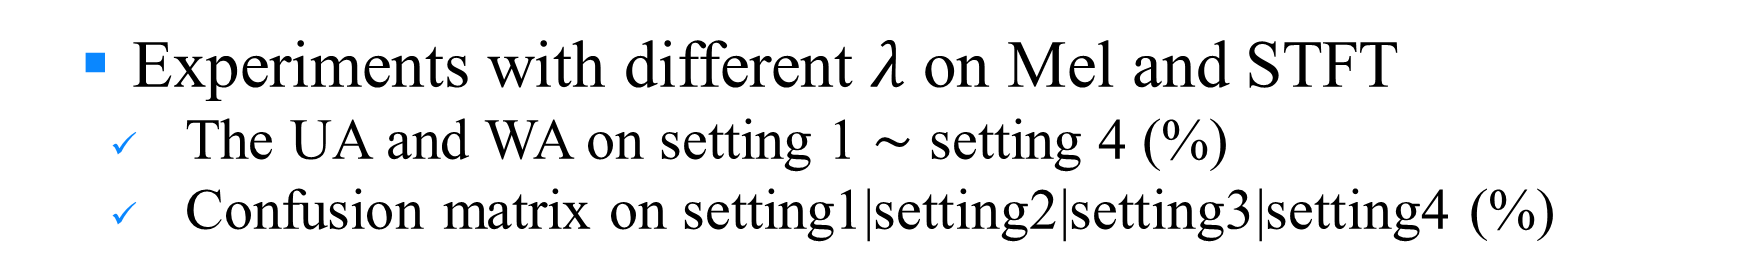 Experiments with different λ on Mel and STFT
The UA and WA on setting 1 ~ setting 4 (%)
Confusion matrix on setting1|setting2|setting3|setting4 (%)